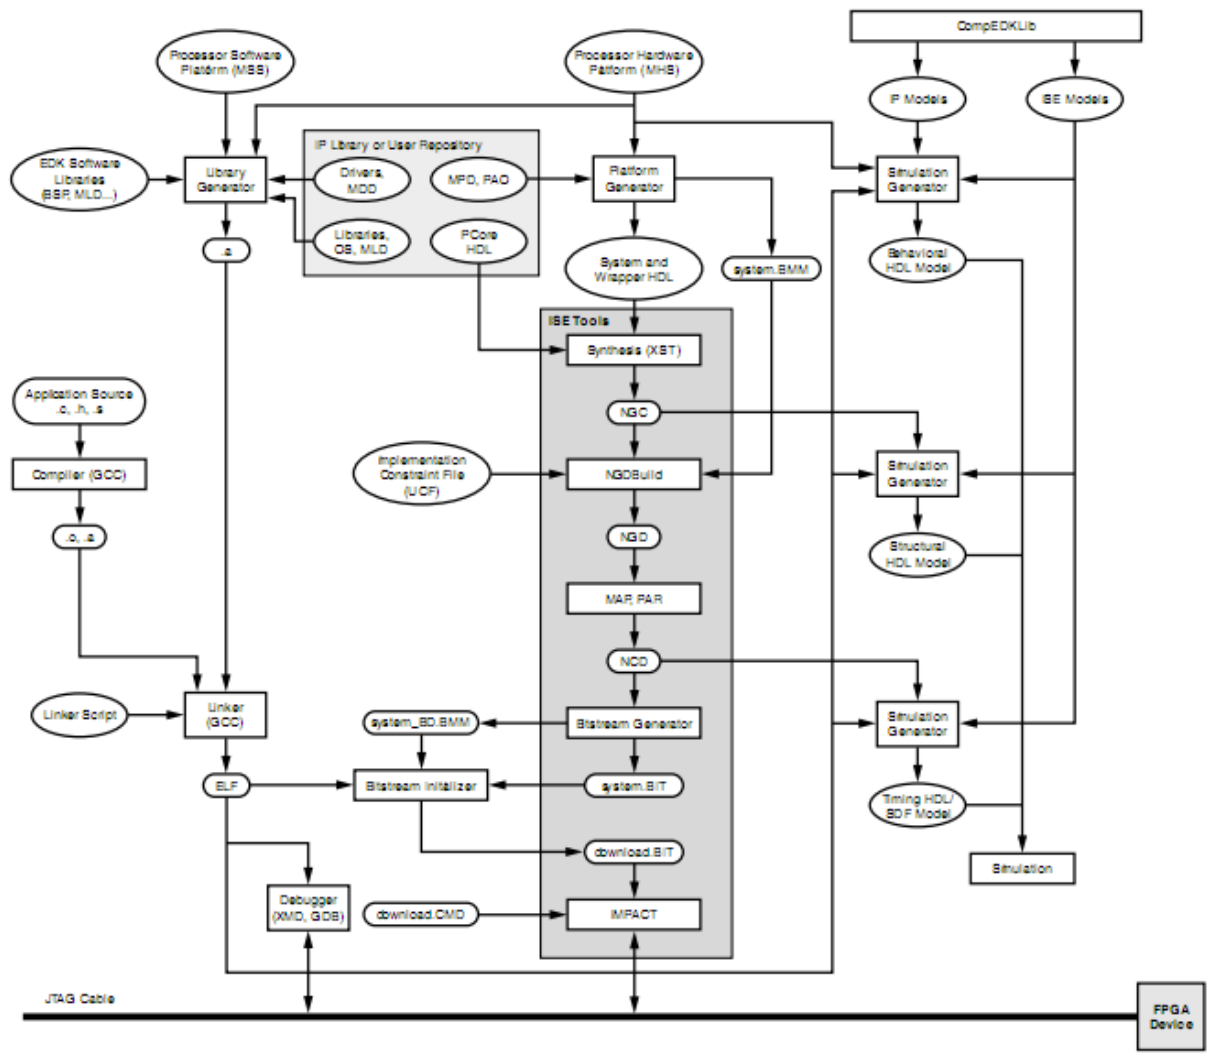 CompEDKLib
Processor Software
Platform (MSS)
Processor Hardware
Platform (MHS)
IP Models
ISE Models
IP Library or User Repository
EDK Software
Libraries
(BSP, MLD...)
Library
Generator
Drivers,
MDD
MPD, PAO
Platform
Generator
Simulation
Generator
.a
Libraries,
OS, MLD
PCore
HDL
System and
Wrapper HDL
system.BMM
Behavioral
HDL Model
ISE Tools
Synthesis (XST)
Application Source
.c, .h, .s
NGC
Compiler (GCC)
Implementation
Constraint File
(UCF)
NGDBuild
Simulation
Generator
.o, .a
NGD
Structural
HDL Model
MAP, PAR
NCD
Linker Script
Linker
(GCC)
system_BD.BMM
Bitstream Generator
Simulation
Generator
ELF
Bitstream Initializer
system.BIT
Timing HDL/
SDF Model
download.BIT
Simulation
Debugger
(XMD, GDB)
download.CMD
iMPACT
JTAG Cable
FPGA
Device